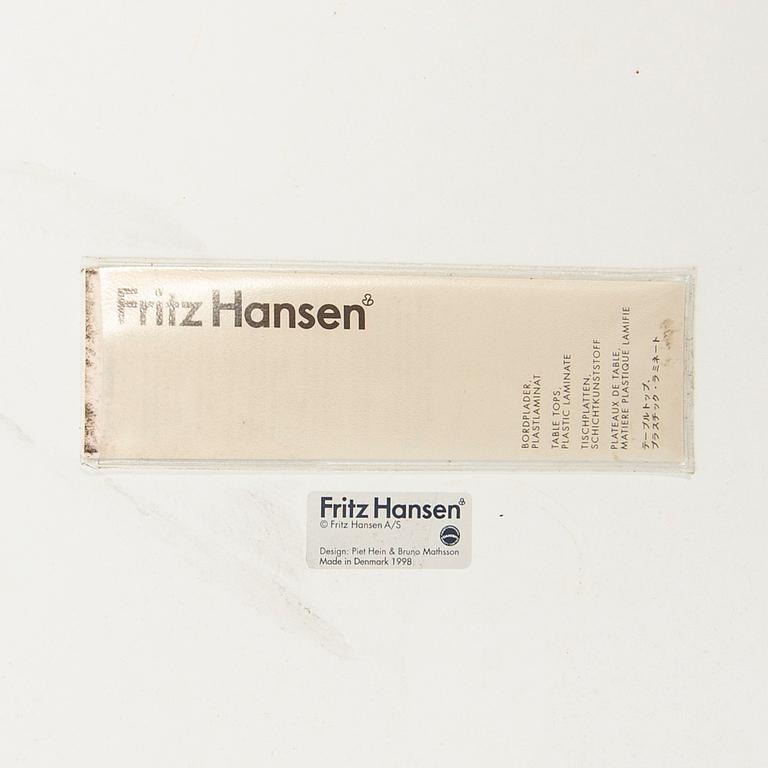 Fritz Hansen
BORDPLADER,
PLASTLAMINAT
TABLE TOPS,
PLASTIC LAMINATE
TISCHPLATTEN,
SCHICHTKUNSTSTOFF
PLATEAUX DE TABLE,
MATIERE PLASTIQUE LAMIFIE
テーブルトップ,
プラスチック・ラミネート
Fritz Hansen
© Fritz Hansen A/S
Design: Piet Hein & Bruno Mathsson
Made in Denmark 1998